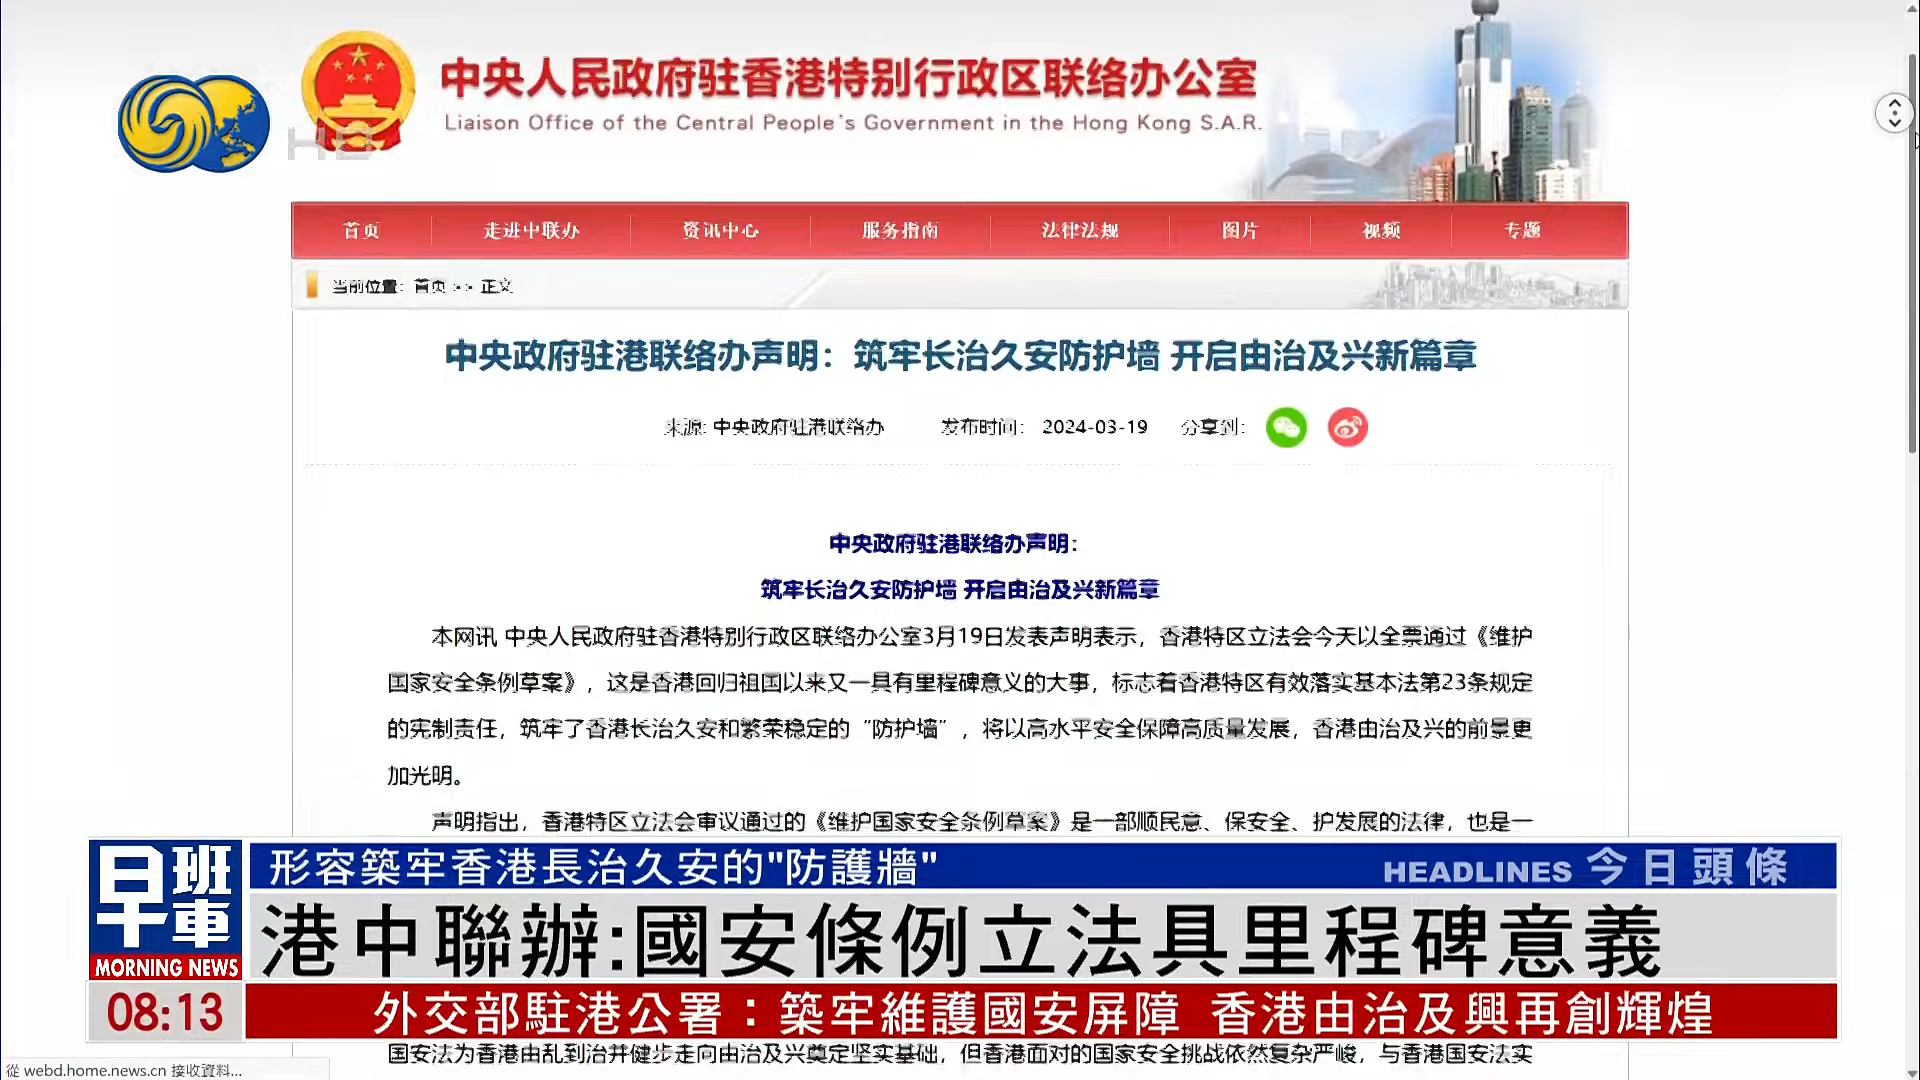 中央人民政府驻香港特别行政区联络办公室
Liaison Office of the Central People's Government in the Hong Kong S.A.R.
HD
首页 走进中联办 资讯中心 服务指南 法律法规 图片 视频 专题
当前位置: 首页 >> 正文
中央政府驻港联络办声明：筑牢长治久安防护墙 开启由治及兴新篇章
来源: 中央政府驻港联络办 发布时间: 2024-03-19 分享到:
中央政府驻港联络办声明:
筑牢长治久安防护墙 开启由治及兴新篇章
本网讯 中央人民政府驻香港特别行政区联络办公室3月19日发表声明表示，香港特区立法会今天以全票通过《维护
国家安全条例草案》，这是香港回归祖国以来又一具有里程碑意义的大事，标志着香港特区有效落实基本法第23条规定
的宪制责任，筑牢了香港长治久安和繁荣稳定的“防护墙”，将以高水平安全保障高质量发展，香港由治及兴的前景更
加光明。
声明指出，香港特区立法会审议通过的《维护国家安全条例草案》是一部顺民意、保安全、护发展的法律，也是一
早班車 形容築牢香港長治久安的"防護牆" HEADLINES 今日頭條
港中聯辦:國安條例立法具里程碑意義
MORNING NEWS
08:13 外交部駐港公署：築牢維護國安屏障 香港由治及興再創輝煌
国安法为香港由乱到治并健步走向由治及兴奠定坚实基础，但香港面对的国家安全挑战依然复杂严峻，与香港国安法实
從 webd.home.news.cn 接收資料...